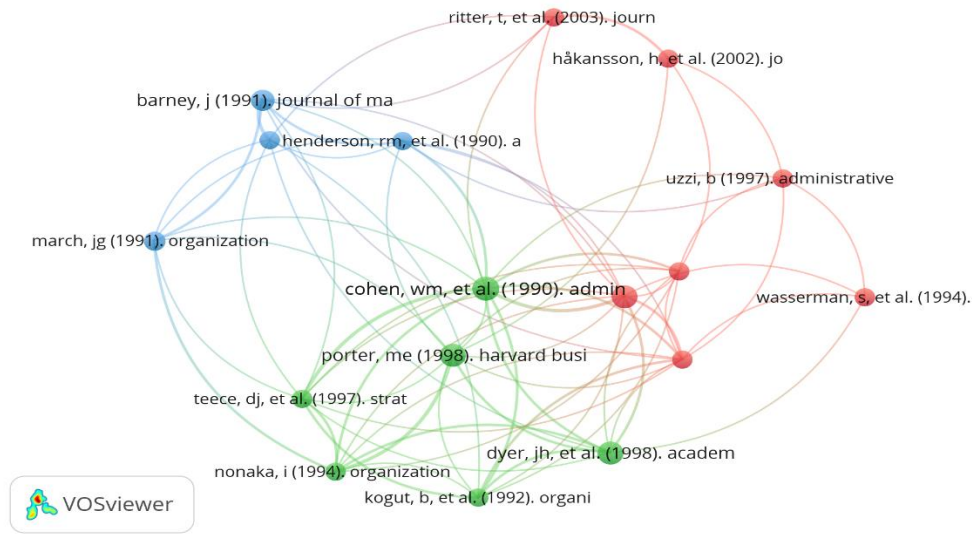 ritter, t, et al. (2003). journ
håkansson, h, et al. (2002). jo
barney, j (1991). journal of ma
henderson, rm, et al. (1990). a
uzzi, b (1997). administrative
march, jg (1991). organization
cohen, wm, et al. (1990). admin
wasserman, s, et al. (1994).
porter, me (1998). harvard busi
teece, dj, et al. (1997). strat
dyer, jh, et al. (1998). academ
nonaka, i (1994). organization
kogut, b, et al. (1992). organi
VOSviewer